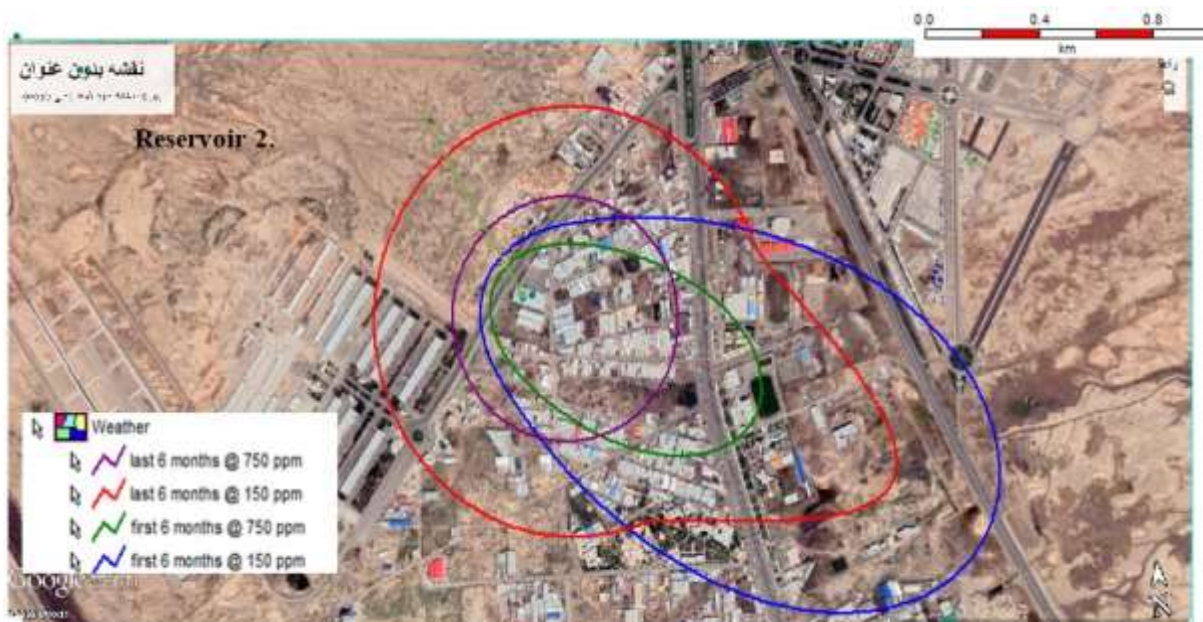 0.0 0.4 0.8
km
نقشه بدون عنوان
Reservoir 2.
Weather
last 6 months @ 750 ppm
last 6 months @ 150 ppm
first 6 months @ 750 ppm
first 6 months @ 150 ppm
Google
N